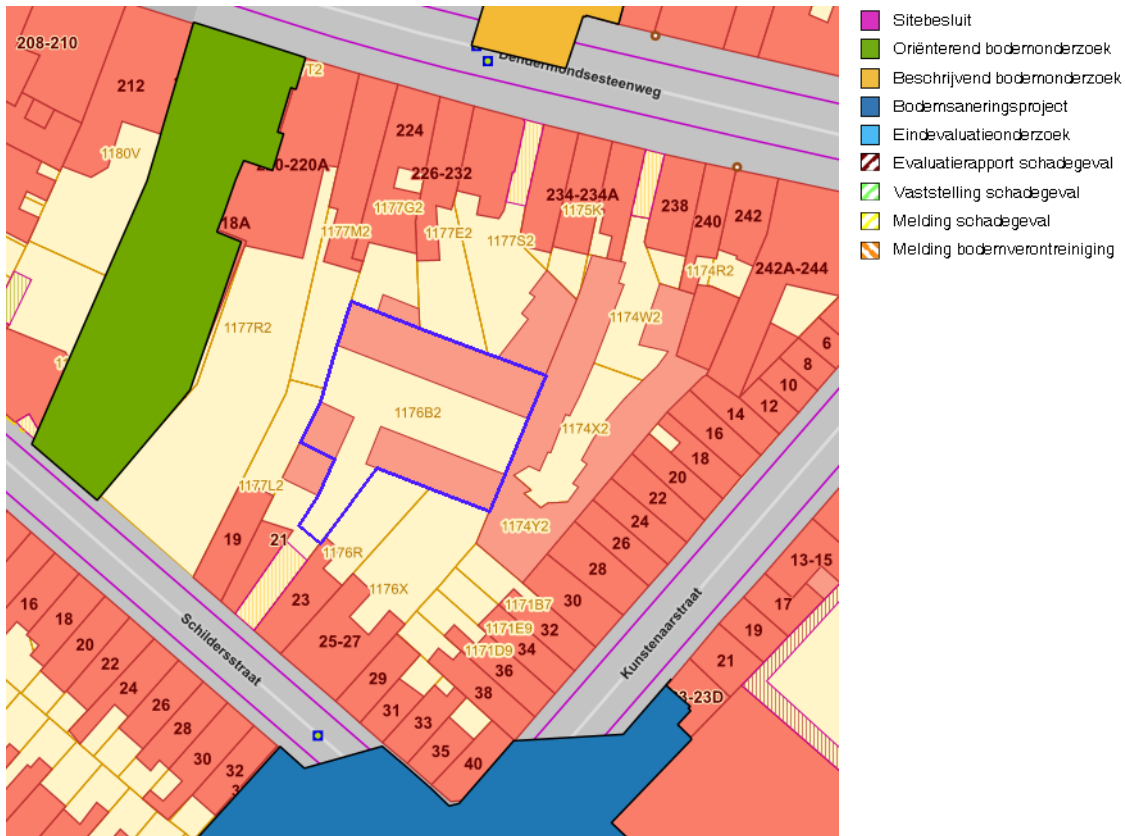 Sitebesluit
Oriënterend bodemonderzoek
Beschrijvend bodemonderzoek
Bodemsaneringsproject
Eindevaluatieonderzoek
Evaluatierapport schadegeval
Vaststelling schadegeval
Melding schadegeval
Melding bodemverontreiniging
208-210
212
T2
Dendermondsesteenweg
1180V
224
226-232
234-234A
1175K
238
240
242
242A-244
18A
1177M2
1177G2
1177E2
1177S2
1174R2
1177R2
1174W2
1176B2
1174X2
6
8
10
12
14
16
18
20
22
24
26
28
30
32
34
36
38
40
1177L2
19
21
1176R
1174Y2
23
1176X
25-27
1171B7
1171E9
1171D9
29
31
33
35
Schildersstraat
Kunstenaarstraat
13-15
17
19
21
23-23D
16
18
20
22
24
26
28
30
32